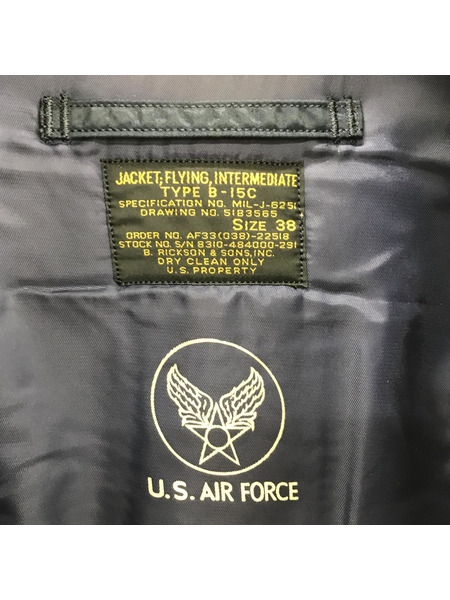 JACKET, FLYING, INTERMEDIATE
TYPE B-15C
SPECIFICATION NO. MIL-J-6251
DRAWING NO. 51B3565
SIZE 38
ORDER NO. AF33(038)-22518
STOCK NO. S/N 8310-484000-291
B. RICKSON & SONS, INC.
DRY CLEAN ONLY
U.S. PROPERTY
U.S. AIR FORCE